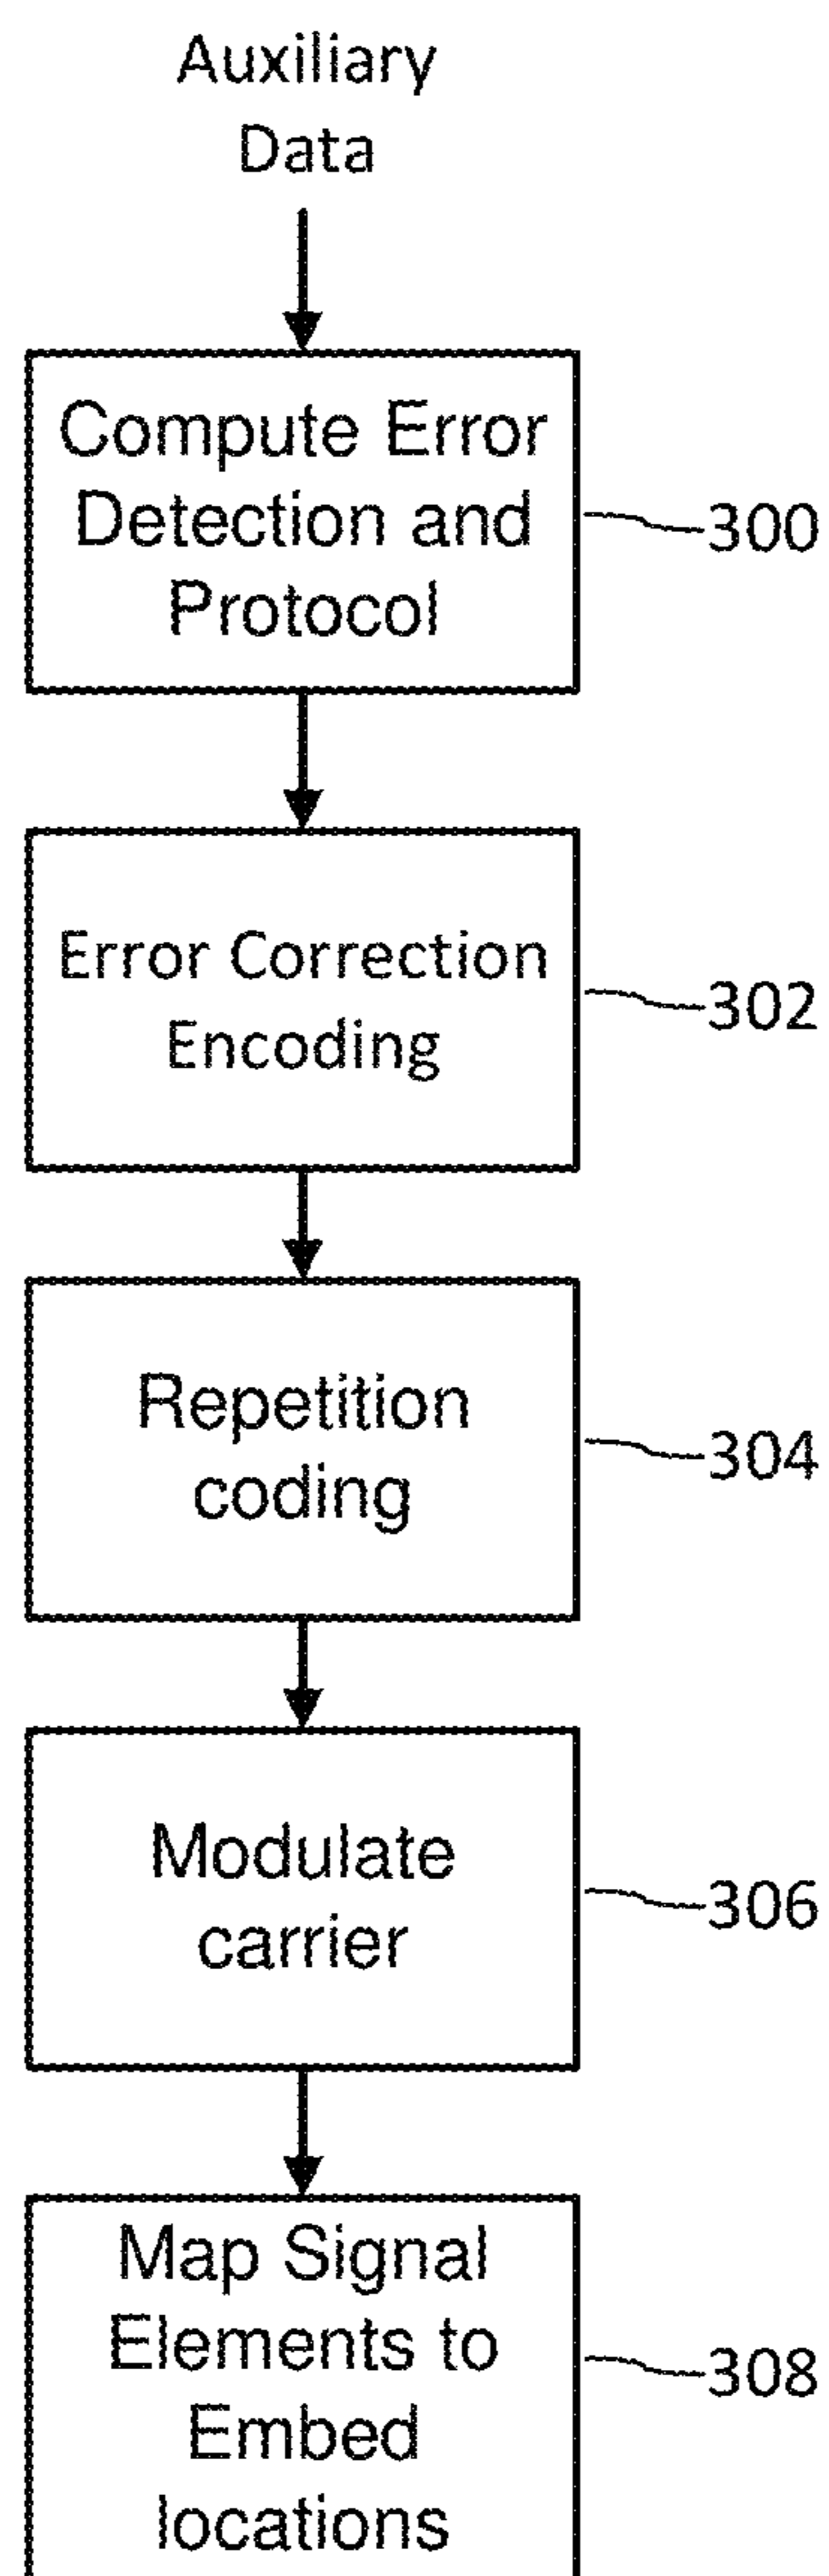 Auxiliary
Data
Compute Error
Detection and
Protocol
300
Error Correction
Encoding
302
Repetition
coding
304
Modulate
carrier
306
Map Signal
Elements to
Embed
locations
308